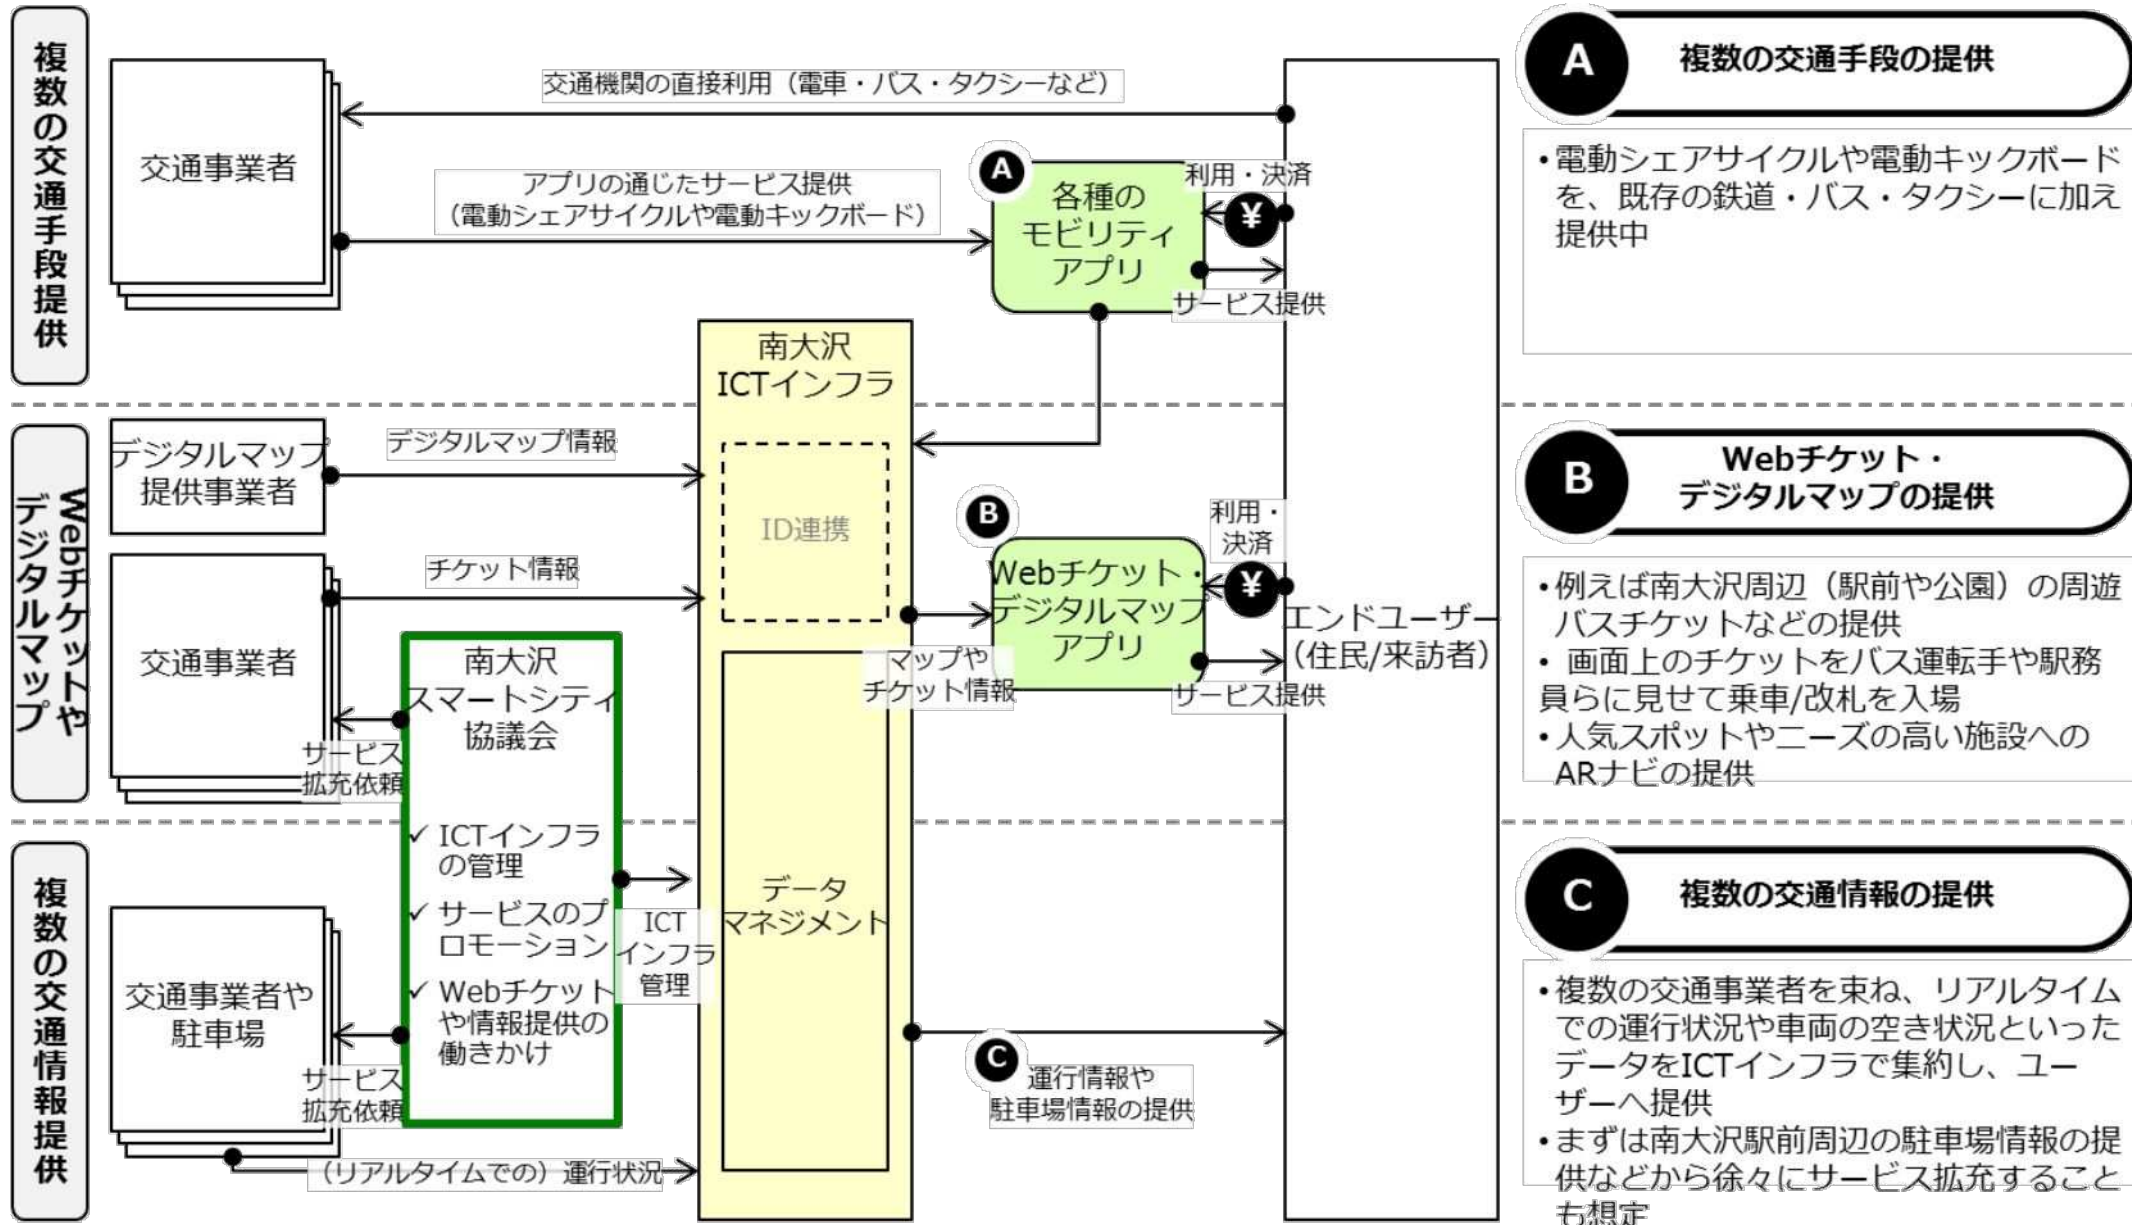 複数の交通手段提供
交通事業者
交通機関の直接利用（電車・バス・タクシーなど）
アプリの通じたサービス提供
（電動シェアサイクルや電動キックボード）
A
各種の
モビリティ
アプリ
利用・決済
¥
サービス提供
A
複数の交通手段の提供
・電動シェアサイクルや電動キックボード
を、既存の鉄道・バス・タクシーに加え
提供中
南大沢
ICTインフラ
Webチケットや
デジタルマップ
デジタルマップ
提供事業者
デジタルマップ情報
交通事業者
チケット情報
ID連携
B
Webチケット・
デジタルマップ
アプリ
利用・
決済
¥
サービス提供
マップや
チケット情報
エンドユーザー
（住民/来訪者）
南大沢
スマートシティ
協議会
サービス
拡充依頼
✓ ICTインフラ
の管理
✓ サービスのプ
ロモーション
✓ Webチケット
や情報提供の
働きかけ
ICT
インフラ
管理
データ
マネジメント
B
Webチケット・
デジタルマップの提供
・例えば南大沢周辺（駅前や公園）の周遊
バスチケットなどの提供
・ 画面上のチケットをバス運転手や駅務
員らに見せて乗車/改札を入場
・人気スポットやニーズの高い施設への
ARナビの提供
複数の交通情報提供
交通事業者や
駐車場
サービス
拡充依頼
（リアルタイムでの）運行状況
C
運行情報や
駐車場情報の提供
C
複数の交通情報の提供
・複数の交通事業者を束ね、リアルタイム
での運行状況や車両の空き状況といった
データをICTインフラで集約し、ユー
ザーへ提供
・まずは南大沢駅前周辺の駐車場情報の提
供などから徐々にサービス拡充すること
も想定